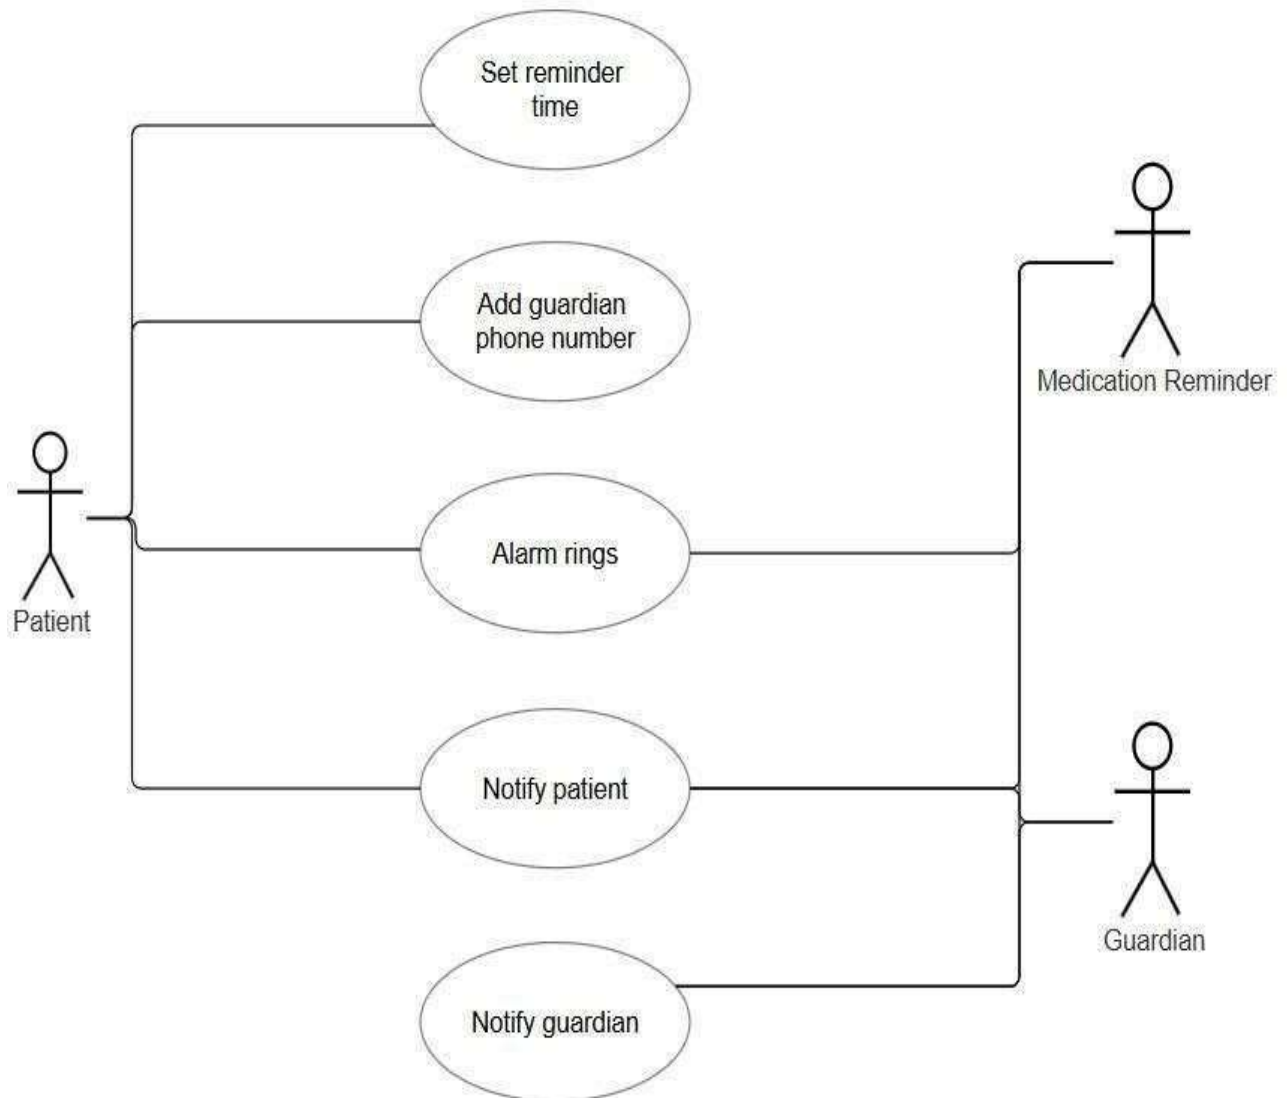 Set reminder
time
Add guardian
phone number
Medication Reminder
Alarm rings
Patient
Notify patient
Guardian
Notify guardian